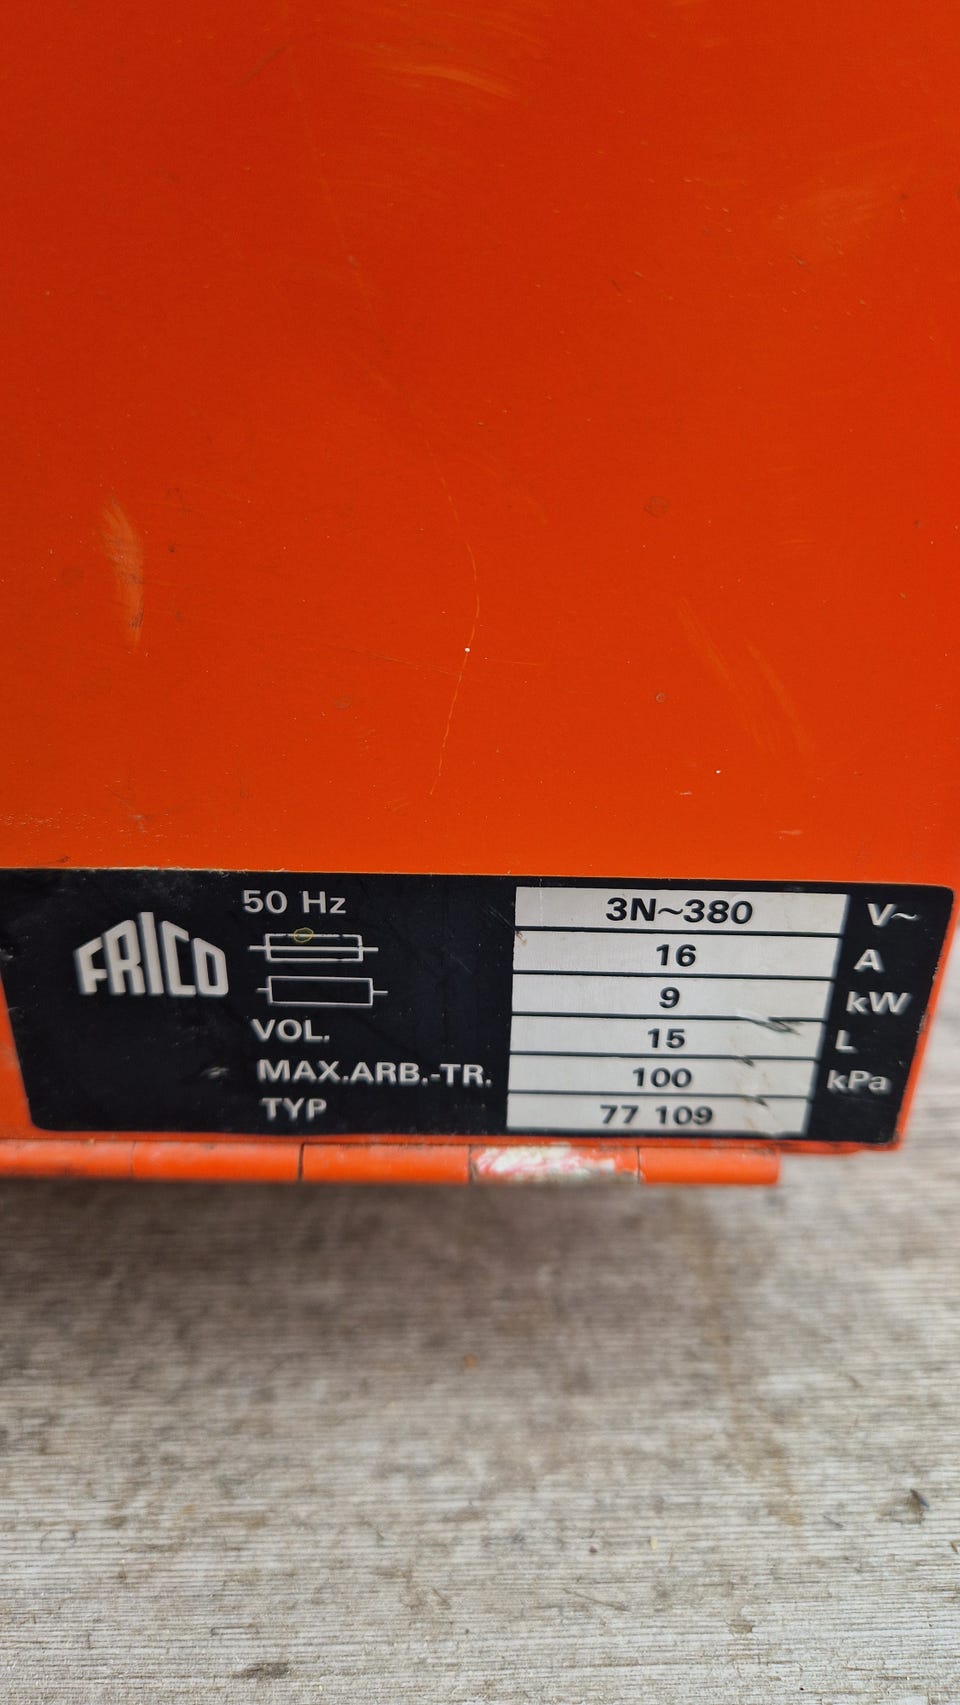 FRICO
50 Hz 3N~380 V~
16 A
9 kW
VOL. 15 L
MAX.ARB.-TR. 100 kPa
TYP 77 109